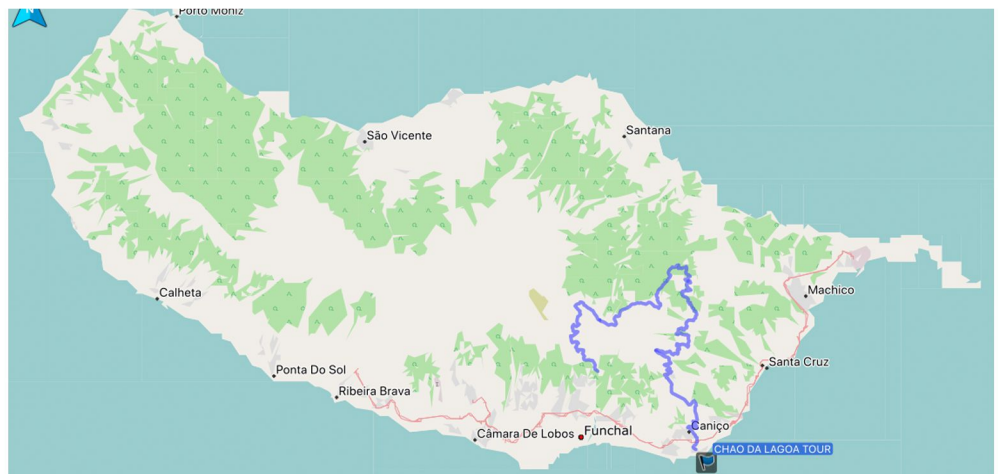 N
Porto Moniz
São Vicente
Santana
Calheta
Machico
Santa Cruz
Ponta Do Sol
Ribeira Brava
Câmara De Lobos
Funchal
Caniço
CHAO DA LAGOA TOUR